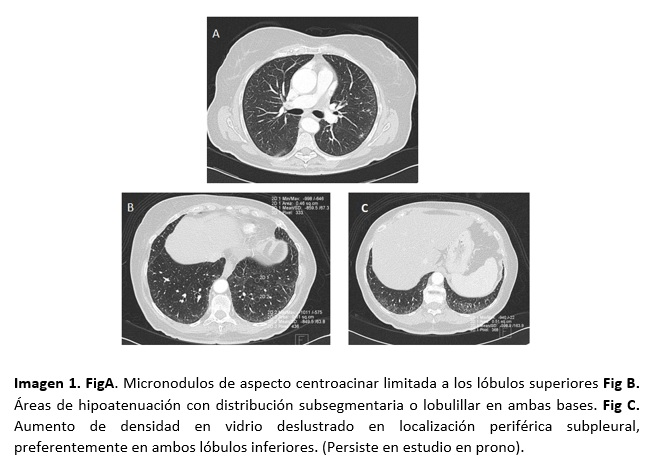 A
B
C
Imagen 1. FigA. Micronodulos de aspecto centroacinar limitada a los lóbulos superiores Fig B.
Áreas de hipoatenuación con distribución subsegmentaria o lobulillar en ambas bases. Fig C.
Aumento de densidad en vidrio deslustrado en localización periférica subpleural,
preferentemente en ambos lóbulos inferiores. (Persiste en estudio en prono).